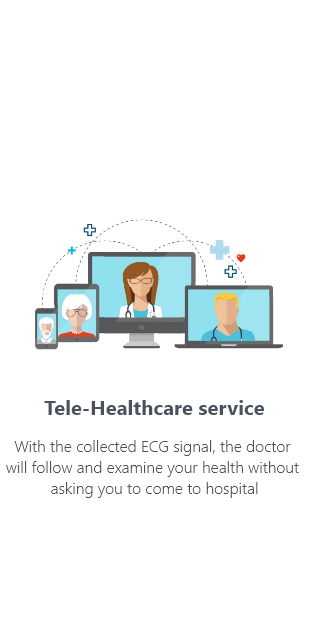 Tele-Healthcare service
With the collected ECG signal, the doctor
will follow and examine your health without
asking you to come to hospital